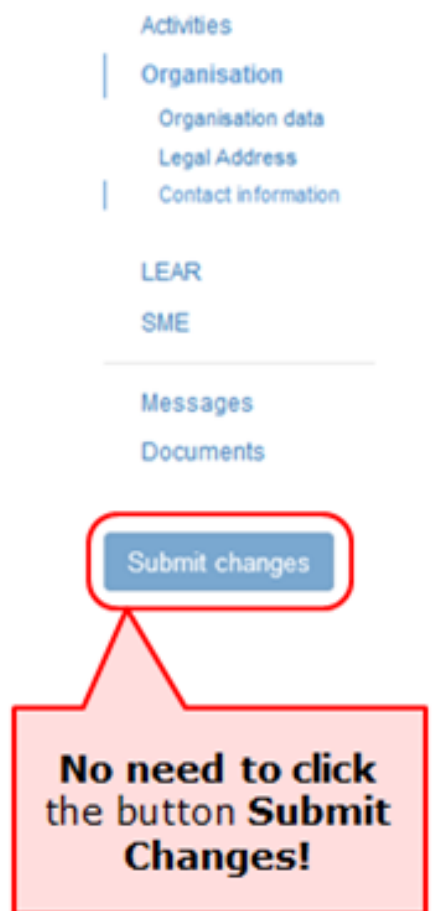 Activities
Organisation
Organisation data
Legal Address
Contact information
LEAR
SME
Messages
Documents
Submit changes
No need to click
the button Submit
Changes!